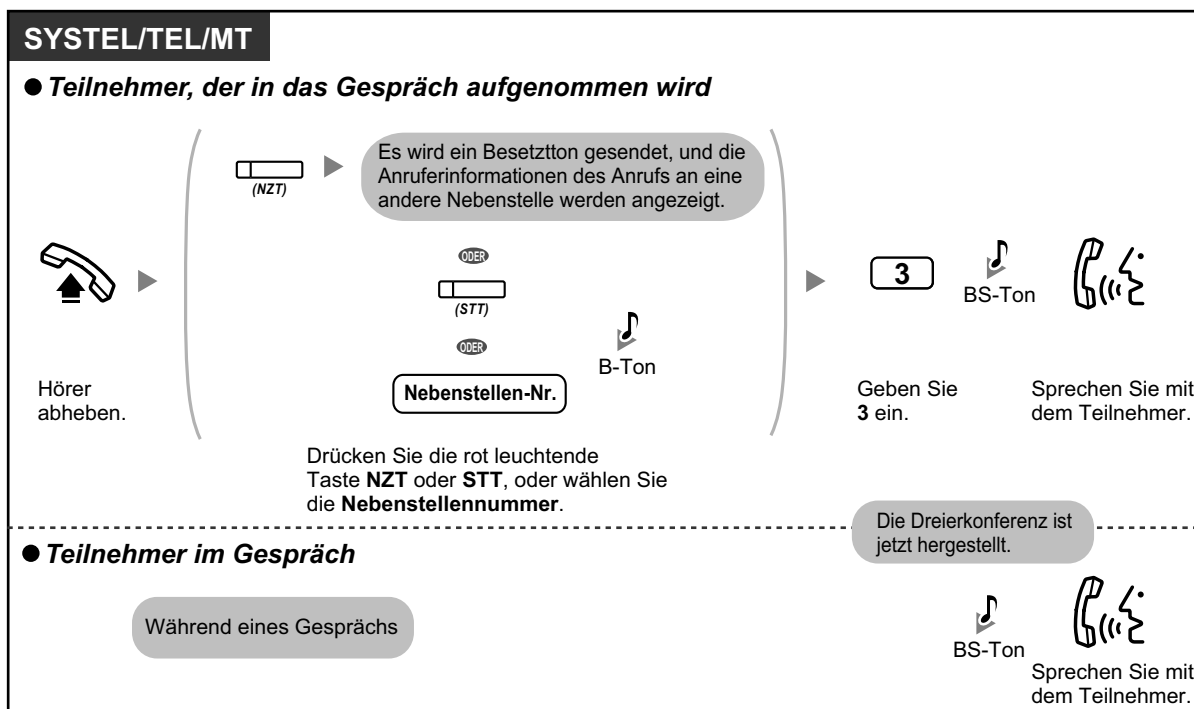 SYSTEL/TEL/MT
● Teilnehmer, der in das Gespräch aufgenommen wird
(NZT)
Es wird ein Besetztton gesendet, und die
Anruferinformationen des Anrufs an eine
andere Nebenstelle werden angezeigt.
ODER
(STT)
ODER
Nebenstellen-Nr.
B-Ton
3
BS-Ton
Hörer
abheben.
Drücken Sie die rot leuchtende
Taste NZT oder STT, oder wählen Sie
die Nebenstellennummer.
Geben Sie
3 ein.
Sprechen Sie mit
dem Teilnehmer.
Die Dreierkonferenz ist
jetzt hergestellt.
● Teilnehmer im Gespräch
Während eines Gesprächs
BS-Ton
Sprechen Sie mit
dem Teilnehmer.